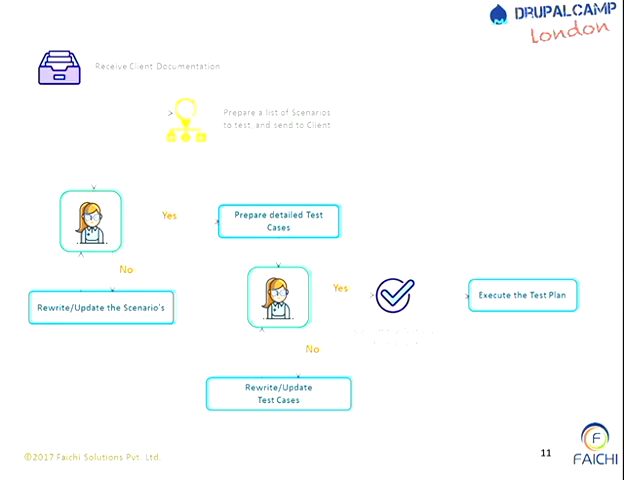 DRUPALCAMP
London
Receive Client Documentation
Prepare a list of Scenarios
to test, and send to Client
Yes
Prepare detailed Test
Cases
No
Rewrite/Update the Scenario's
Yes
Execute the Test Plan
No
Rewrite/Update
Test Cases
©2017 Faichi Solutions Pvt. Ltd.
11
F
FAICHI